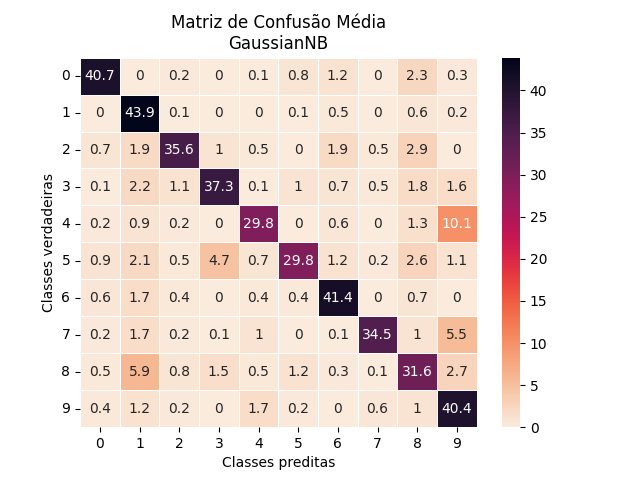 Matriz de Confusão Média
GaussianNB
Classes verdadeiras
0 40.7 0 0.2 0 0.1 0.8 1.2 0 2.3 0.3
1 0 43.9 0.1 0 0 0.1 0.5 0 0.6 0.2
2 0.7 1.9 35.6 1 0.5 0 1.9 0.5 2.9 0
3 0.1 2.2 1.1 37.3 0.1 1 0.7 0.5 1.8 1.6
4 0.2 0.9 0.2 0 29.8 0 0.6 0 1.3 10.1
5 0.9 2.1 0.5 4.7 0.7 29.8 1.2 0.2 2.6 1.1
6 0.6 1.7 0.4 0 0.4 0.4 41.4 0 0.7 0
7 0.2 1.7 0.2 0.1 1 0 0.1 34.5 1 5.5
8 0.5 5.9 0.8 1.5 0.5 1.2 0.3 0.1 31.6 2.7
9 0.4 1.2 0.2 0 1.7 0.2 0 0.6 1 40.4
0 1 2 3 4 5 6 7 8 9
Classes preditas
40
35
30
25
20
15
10
5
0